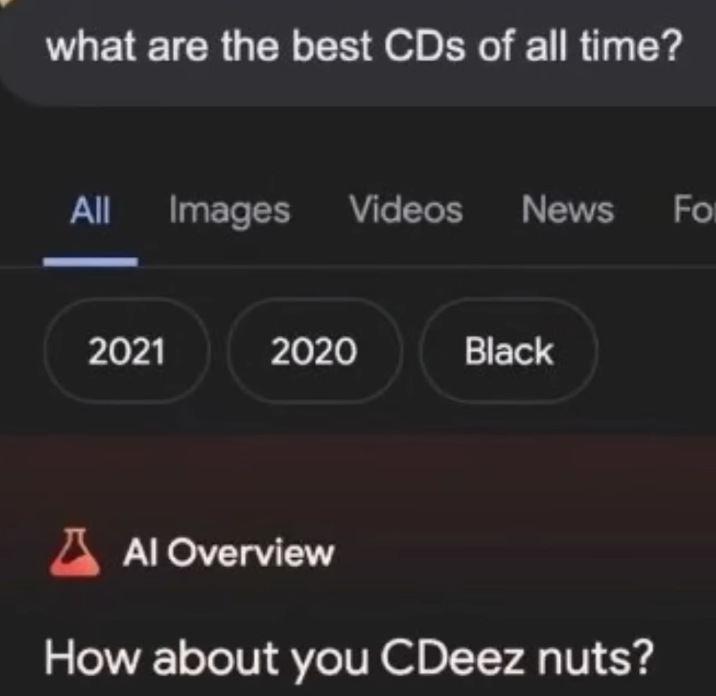 what are the best CDs of all time?
All Images Videos News
2021 2020 Black
AI Overview
How about you CDeez nuts?